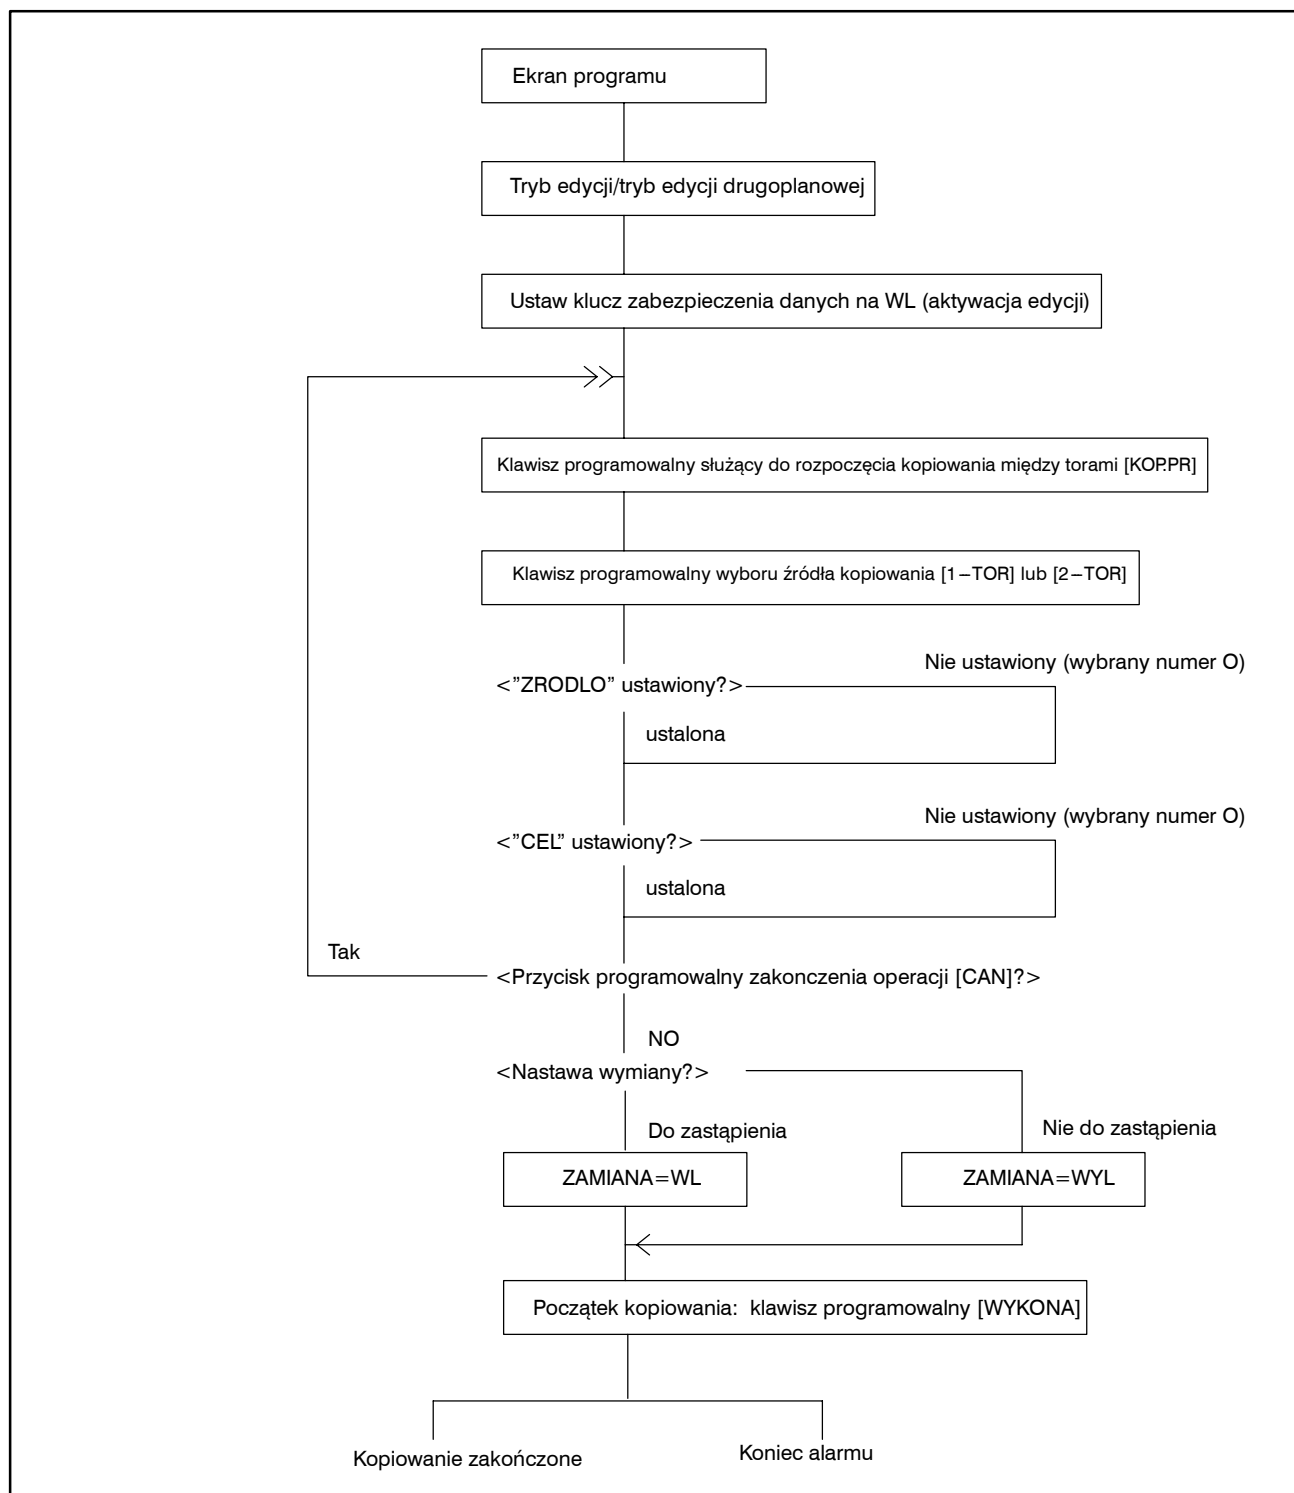 Ekran programu
Tryb edycji/tryb edycji drugoplanowej
Ustaw klucz zabezpieczenia danych na WL (aktywacja edycji)
Klawisz programowalny służący do rozpoczęcia kopiowania między torami [KOP.PR]
Klawisz programowalny wyboru źródła kopiowania [1–TOR] lub [2–TOR]
Nie ustawiony (wybrany numer O)
<”ZRODLO” ustawiony?>
ustalona
Nie ustawiony (wybrany numer O)
<”CEL” ustawiony?>
ustalona
Tak
<Przycisk programowalny zakonczenia operacji [CAN]?>
NO
<Nastawa wymiany?>
Do zastąpienia
Nie do zastąpienia
ZAMIANA=WL
ZAMIANA=WYL
Początek kopiowania: klawisz programowalny [WYKONA]
Kopiowanie zakończone
Koniec alarmu